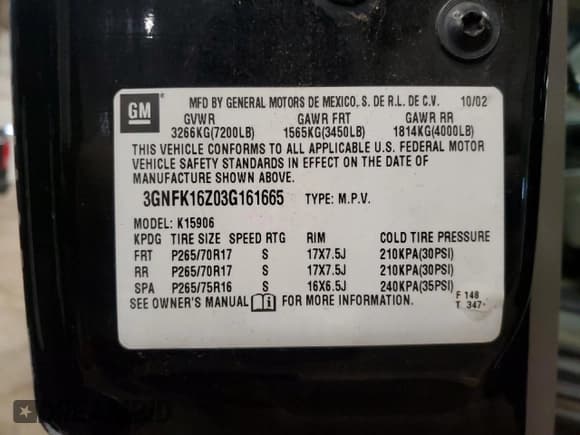 GM
MFD BY GENERAL MOTORS DE MEXICO, S. DE R.L. DE C.V. 10/02
GVWR GAWR FRT GAWR RR
3266KG(7200LB) 1565KG(3450LB) 1814KG(4000LB)
THIS VEHICLE CONFORMS TO ALL APPLICABLE U.S. FEDERAL MOTOR
VEHICLE SAFETY STANDARDS IN EFFECT ON THE DATE OF
MANUFACTURE SHOWN ABOVE.
3GNFK16Z03G161665 TYPE: M.P.V.
MODEL: K15906
KPDG TIRE SIZE SPEED RTG RIM COLD TIRE PRESSURE
FRT P265/70R17 S 17X7.5J 210KPA(30PSI)
RR P265/70R17 S 17X7.5J 210KPA(30PSI)
SPA P265/75R16 S 16X6.5J 240KPA(35PSI)
SEE OWNER'S MANUAL FOR MORE INFORMATION.
F 148
T 347